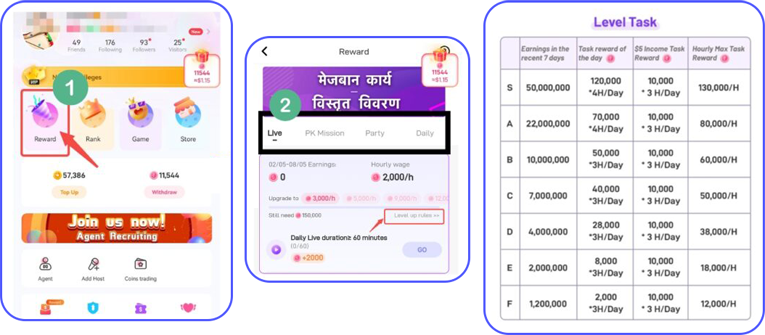 New
49
176
93
25
Friends
Following
Followers
Visitors
11544
≈$1.15
VIP
1
Reward
Rank
Game
Store
57,386
11,544
Top Up
Withdraw
Join us now!
Agent Recruiting
Agent
Add Host
Coins trading
Reward
11544
≈$1.15
मेजबान कार्य
विस्तृत विवरण
2
Live
PK Mission
Party
Daily
02/05-08/05 Earnings:
Hourly wage
0
2,000/h
Upgrade to
3,000/h
5,000/h
Still need
150,000
Level up rules >>
Daily Live duration: 60 minutes
(0/60)
+2000
GO
Level Task
Earnings in the recent 7 days
Task reward of the day
$5 Income Task Reward
Hourly Max Task Reward
S
50,000,000
120,000 *4H/Day
10,000 * 3 H/Day
130,000/H
A
22,000,000
70,000 *4H/Day
10,000 * 3 H/Day
80,000/H
B
10,000,000
50,000 *3H/Day
10,000 * 3 H/Day
60,000/H
C
7,000,000
40,000 *3H/Day
10,000 * 3 H/Day
50,000/H
D
4,000,000
28,000 *3H/Day
10,000 * 3 H/Day
38,000/H
E
2,000,000
8,000 *3H/Day
10,000 * 3 H/Day
18,000/H
F
1,200,000
2,000 *3H/Day
10,000 * 3 H/Day
12,000/H